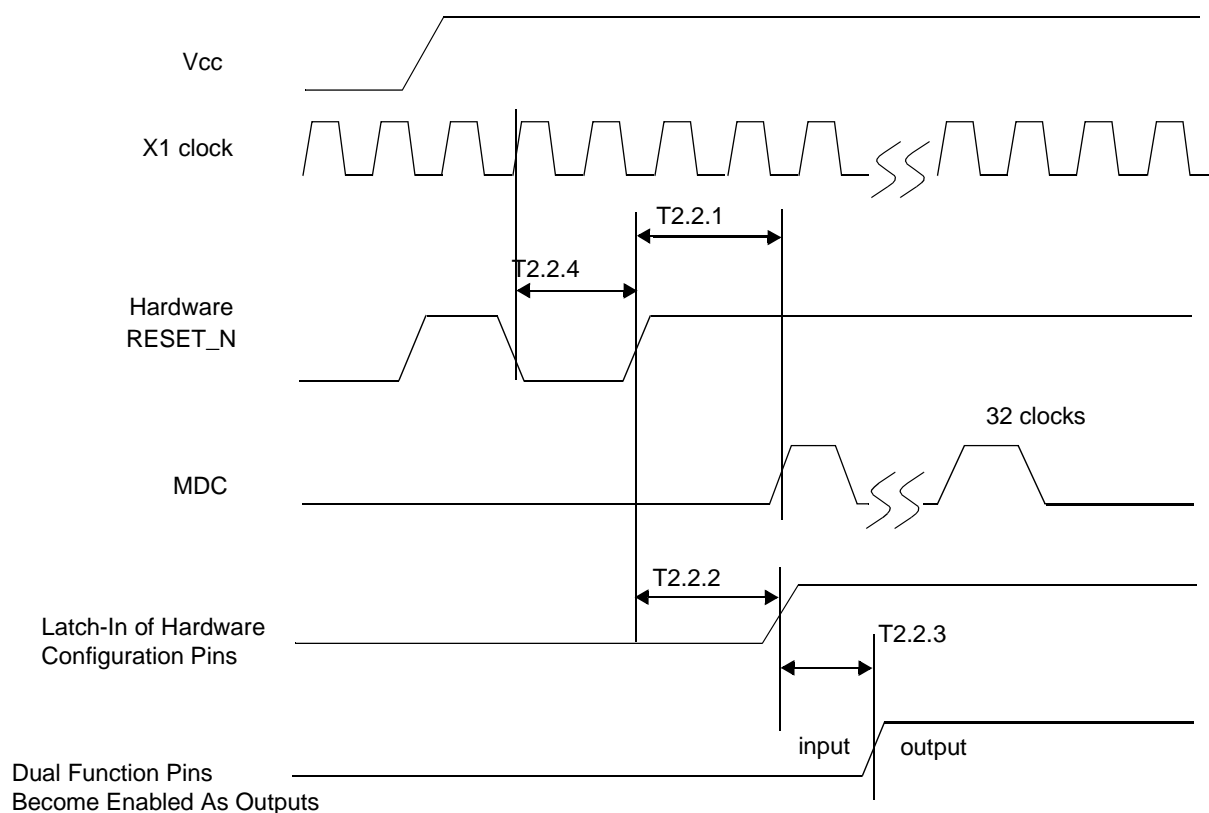 Vcc
X1 clock
T2.2.1
T2.2.4
Hardware
RESET_N
32 clocks
MDC
T2.2.2
Latch-In of Hardware
Configuration Pins
T2.2.3
input
output
Dual Function Pins
Become Enabled As Outputs